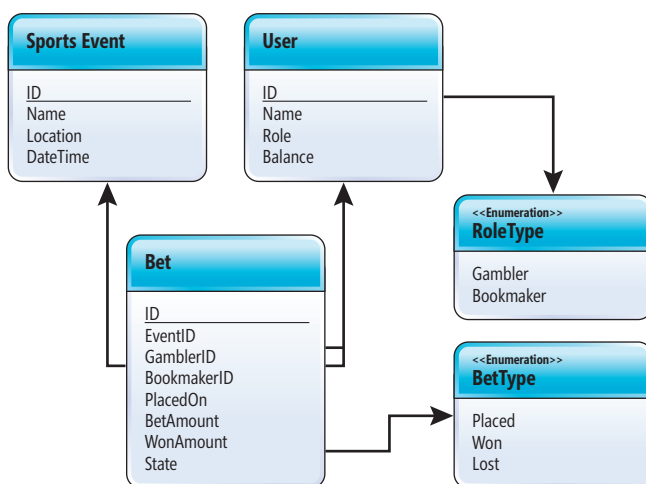 Sports Event
ID
Name
Location
DateTime
User
ID
Name
Role
Balance
<<Enumeration>>
RoleType
Gambler
Bookmaker
Bet
ID
EventID
GamblerID
BookmakerID
PlacedOn
BetAmount
WonAmount
State
<<Enumeration>>
BetType
Placed
Won
Lost